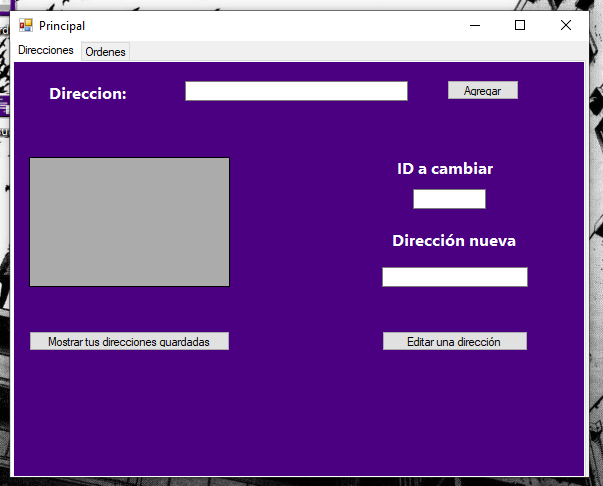 Principal
Direcciones
Ordenes
Direccion:
Agregar
ID a cambiar
Dirección nueva
Mostrar tus direcciones guardadas
Editar una dirección